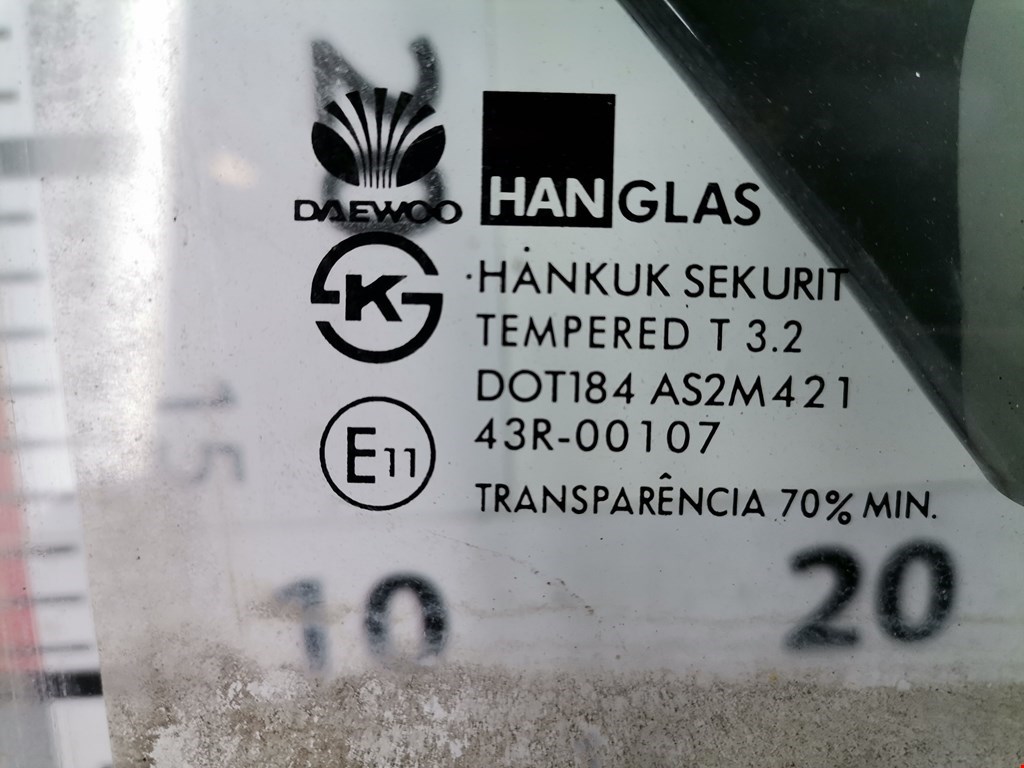 DAEWOO
HANGLAS
K
HANKUK SEKURIT
TEMPERED T 3.2
DOT184 AS2M421
E11
43R-00107
TRANSPARÊNCIA 70% MIN.
15
10
20